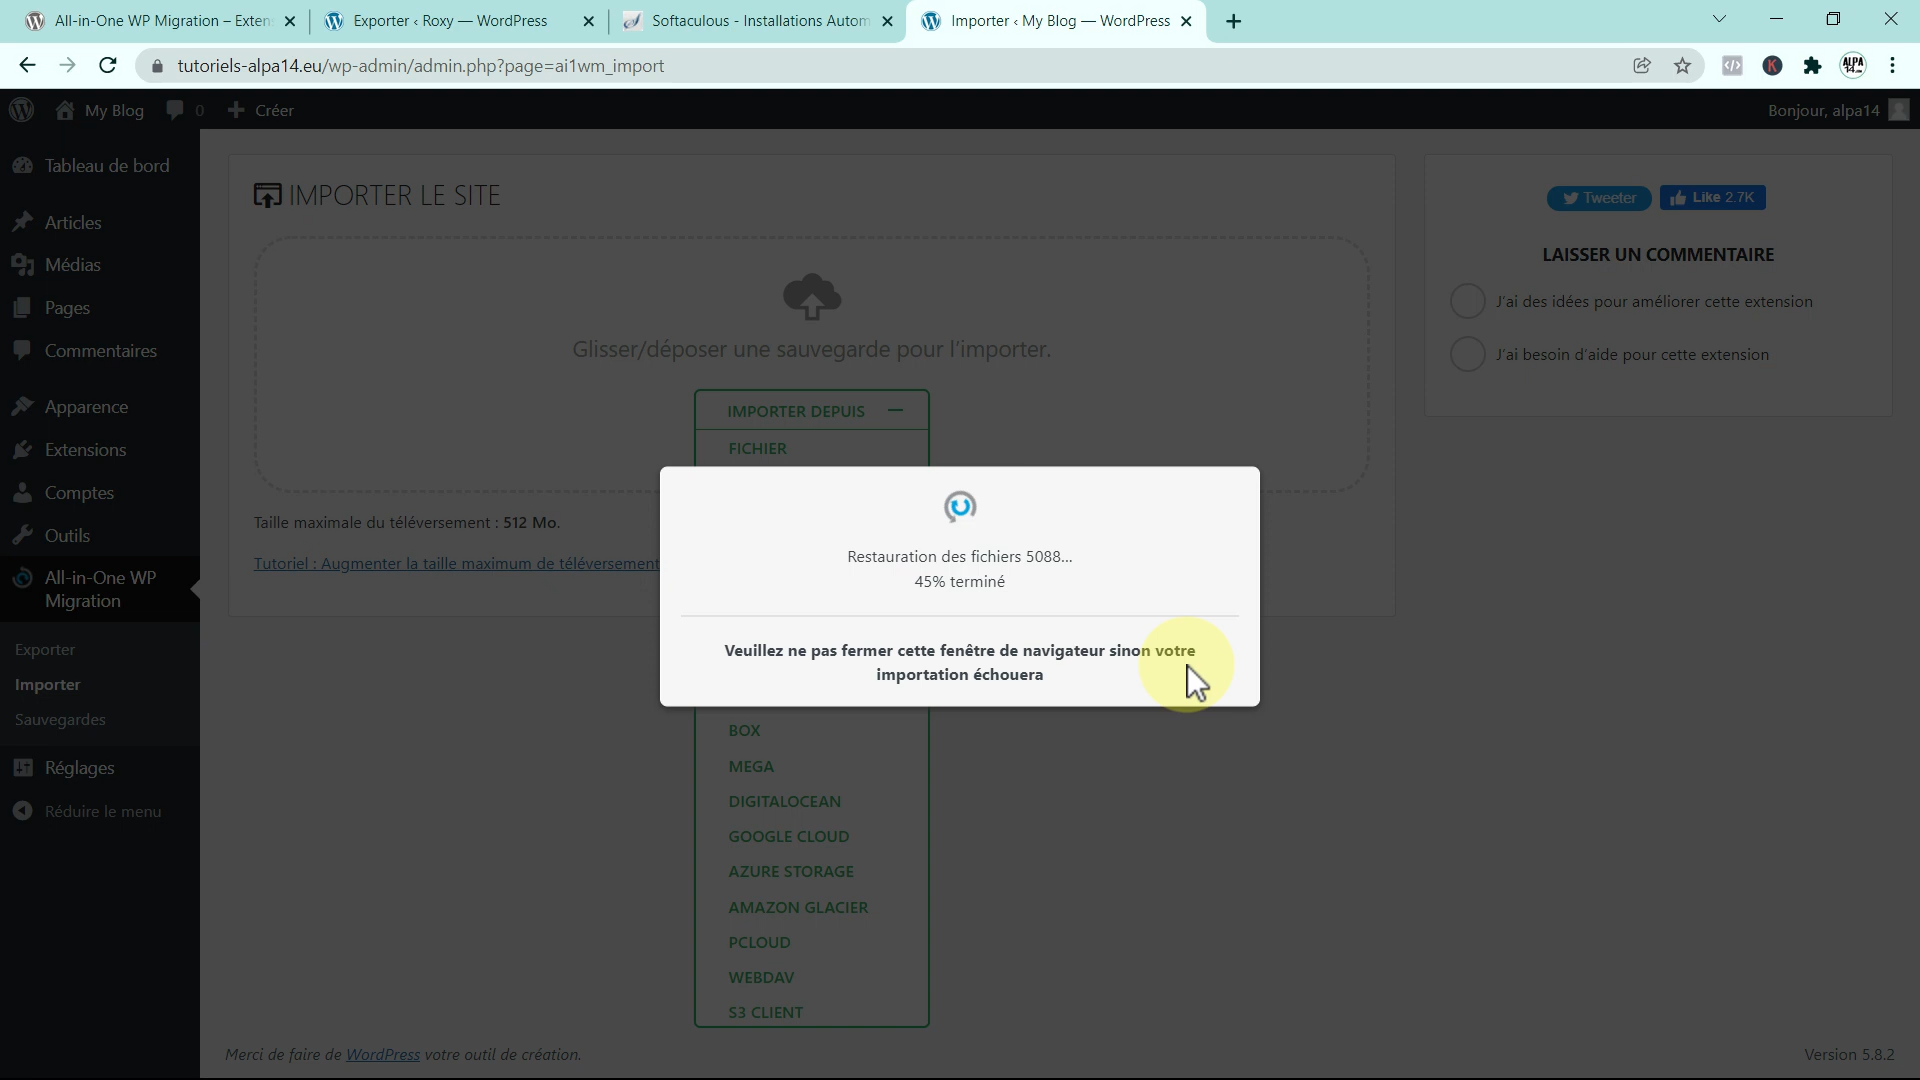 All-in-One WP Migration – Exten
Exporter ‹ Roxy — WordPress
Softaculous - Installations Autom
Importer ‹ My Blog — WordPress
tutoriels-alpa14.eu/wp-admin/admin.php?page=ai1wm_import
K
ALPA
14
My Blog
0
Créer
Bonjour, alpa14
Tableau de bord
Articles
Médias
Pages
Commentaires
Apparence
Extensions
Comptes
Outils
All-in-One WP
Migration
Exporter
Importer
Sauvegardes
Réglages
Réduire le menu
IMPORTER LE SITE
Glisser/déposer une sauvegarde pour l'importer.
IMPORTER DEPUIS
FICHIER
Taille maximale du téléversement : 512 Mo.
Tutoriel : Augmenter la taille maximum de téléversement
Restauration des fichiers 5088...
45% terminé
Veuillez ne pas fermer cette fenêtre de navigateur sinon votre
importation échouera
BOX
MEGA
DIGITALOCEAN
GOOGLE CLOUD
AZURE STORAGE
AMAZON GLACIER
PCLOUD
WEBDAV
S3 CLIENT
Tweeter
Like 2.7K
LAISSER UN COMMENTAIRE
J'ai des idées pour améliorer cette extension
J'ai besoin d'aide pour cette extension
Merci de faire de WordPress votre outil de création.
Version 5.8.2